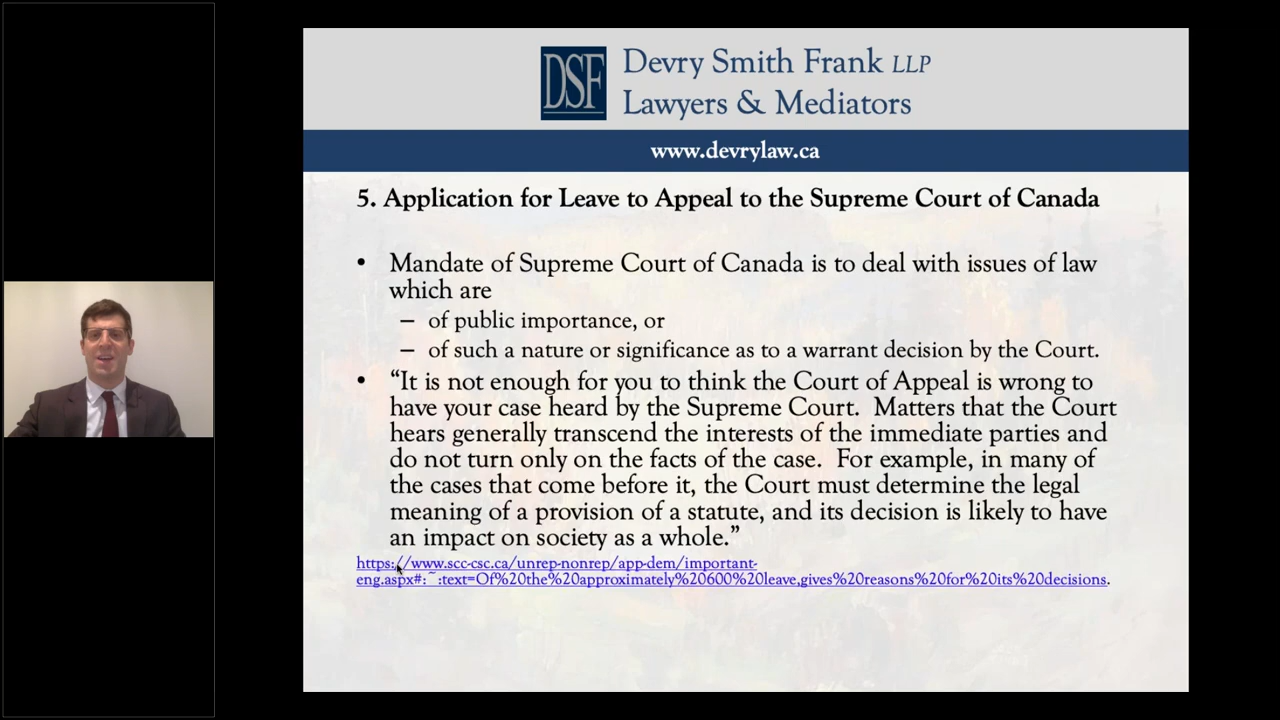 DSF
Devry Smith Frank LLP
Lawyers & Mediators
www.devrylaw.ca
5. Application for Leave to Appeal to the Supreme Court of Canada
• Mandate of Supreme Court of Canada is to deal with issues of law
which are
– of public importance, or
– of such a nature or significance as to a warrant decision by the Court.
• “It is not enough for you to think the Court of Appeal is wrong to
have your case heard by the Supreme Court. Matters that the Court
hears generally transcend the interests of the immediate parties and
do not turn only on the facts of the case. For example, in many of
the cases that come before it, the Court must determine the legal
meaning of a provision of a statute, and its decision is likely to have
an impact on society as a whole.”
https://www.scc-csc.ca/unrep-nonrep/app-dem/important-
eng.aspx#:~:text=Of%20the%20approximately%20600%20leave,gives%20reasons%20for%20its%20decisions.